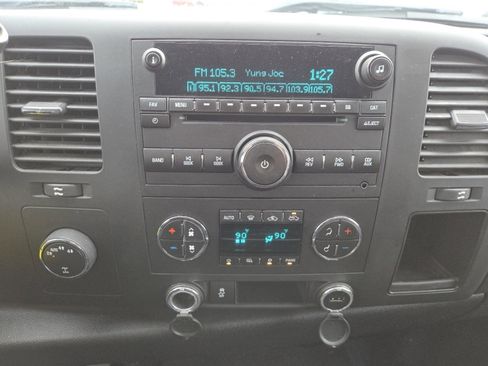 FM 105.3 Yung Joc 1:27
95.1 92.3 90.5 94.7 103.9 105.7
FAV MENU CAT
EJECT
BAND SEEK SEEK REV FWD AUX
AUTO
90° 90°